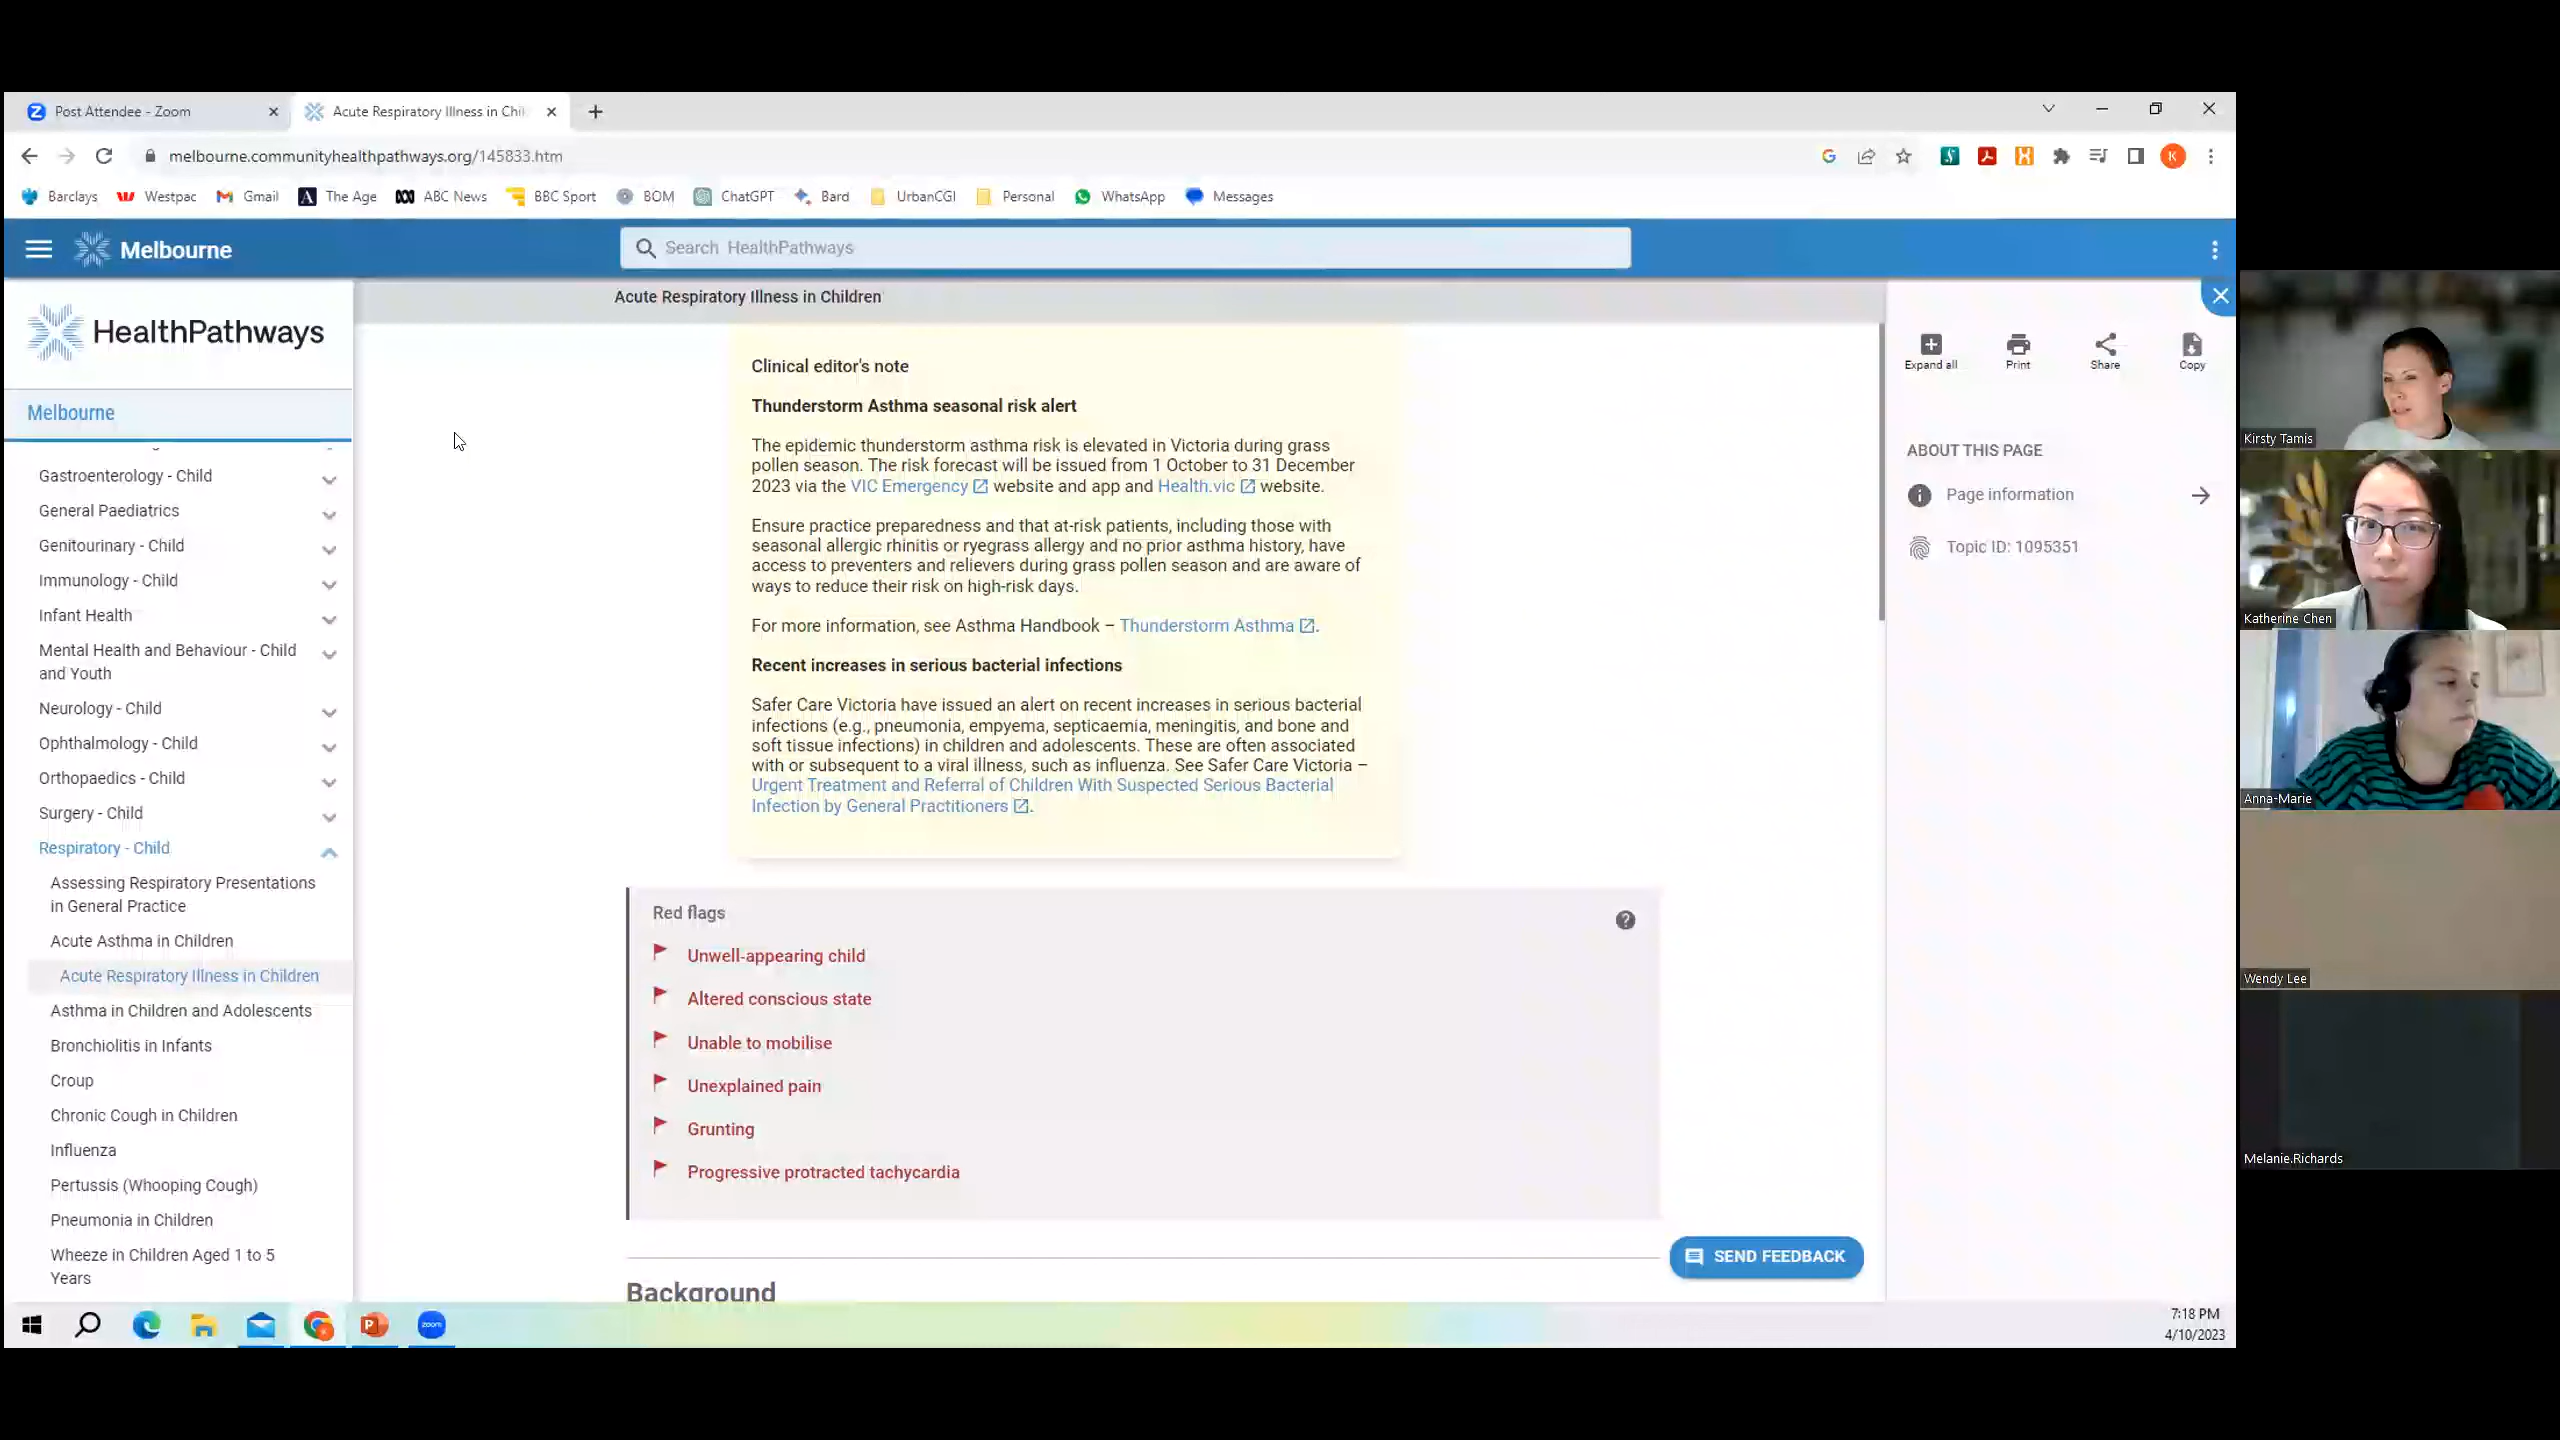 Post Attendee - Zoom
Acute Respiratory Illness in Chil
melbourne.communityhealthpathways.org/145833.htm
K
Barclays
Westpac
Gmail
The Age
ABC News
BBC Sport
BOM
ChatGPT
Bard
UrbanCGI
Personal
WhatsApp
Messages
Melbourne
Search HealthPathways
HealthPathways
Melbourne
Gastroenterology - Child
General Paediatrics
Genitourinary - Child
Immunology - Child
Infant Health
Mental Health and Behaviour - Child
and Youth
Neurology - Child
Ophthalmology - Child
Orthopaedics - Child
Surgery - Child
Respiratory - Child
Assessing Respiratory Presentations
in General Practice
Acute Asthma in Children
Acute Respiratory Illness in Children
Asthma in Children and Adolescents
Bronchiolitis in Infants
Croup
Chronic Cough in Children
Influenza
Pertussis (Whooping Cough)
Pneumonia in Children
Wheeze in Children Aged 1 to 5
Years
Acute Respiratory Illness in Children
Clinical editor's note
Thunderstorm Asthma seasonal risk alert
The epidemic thunderstorm asthma risk is elevated in Victoria during grass
pollen season. The risk forecast will be issued from 1 October to 31 December
2023 via the VIC Emergency website and app and Health.vic website.
Ensure practice preparedness and that at-risk patients, including those with
seasonal allergic rhinitis or ryegrass allergy and no prior asthma history, have
access to preventers and relievers during grass pollen season and are aware of
ways to reduce their risk on high-risk days.
For more information, see Asthma Handbook – Thunderstorm Asthma .
Recent increases in serious bacterial infections
Safer Care Victoria have issued an alert on recent increases in serious bacterial
infections (e.g., pneumonia, empyema, septicaemia, meningitis, and bone and
soft tissue infections) in children and adolescents. These are often associated
with or subsequent to a viral illness, such as influenza. See Safer Care Victoria –
Urgent Treatment and Referral of Children With Suspected Serious Bacterial
Infection by General Practitioners .
Red flags
Unwell-appearing child
Altered conscious state
Unable to mobilise
Unexplained pain
Grunting
Progressive protracted tachycardia
Background
SEND FEEDBACK
Expand all
Print
Share
Copy
ABOUT THIS PAGE
Page information
Topic ID: 1095351
Kirsty Tamis
Katherine Chen
Anna-Marie
Wendy Lee
Melanie.Richards
zoom
7:18 PM
4/10/2023